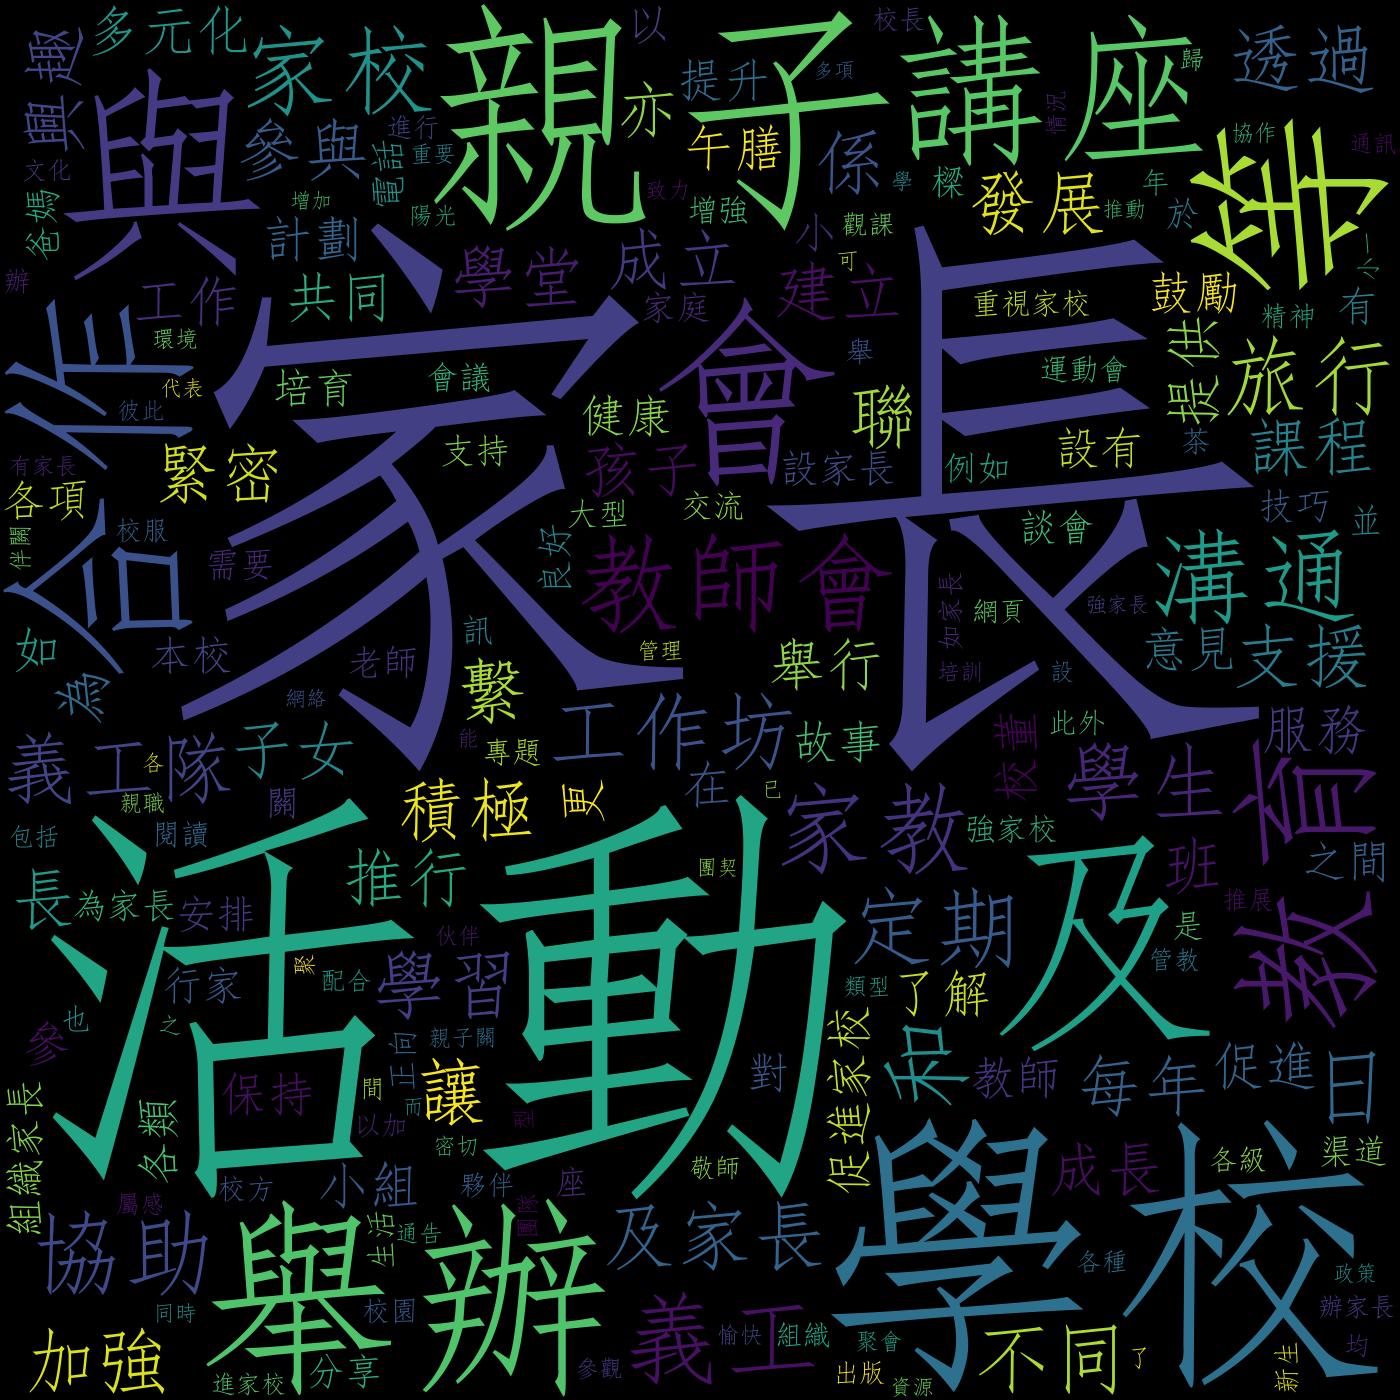 多元化
家校
親子
以
校長
講座
透過
興趣
與
參與
進行
提升
亦
午膳
係
多項
歸
情況
協作
通訊
文化
爸媽
增加
電話
重要
陽光
計劃
致力
增強
觀課
學
樑
發展
年
推動
於
等
小一
辦
工作
共同
學堂
成立
家庭
小
建立
可
重視家校
鼓勵
精神
有
合作
環境
代表
彼此
培育
會議
家長
會
舉
聯
運動會
提供
旅行
有家長
各項
緊密
支持
健康
孩子
設家長
例如
設有
茶
課程
伴關
校服
需要
大型
交流
談會
技巧
並
良好
教師會
溝通
如
為
本校
老師
訊
繫
管理
舉行
如家長
網頁
強家長
培訓
設
意見
支援
網絡
義工隊
子女
各
親職
關
能
專題
工作坊
在
故事
此外
校董
學生
服務
教育
包括
閱讀
積極
更
已
家教
強家校
班
之間
活動
及
長
為家長
安排
推行
團契
定期
是
推展
行家
聚
配合
伙伴
學習
類型
了解
管教
參
也
之
正向
親子關
促進家校
和
教師
每年
促進
日
組織家長
各類
保持
間
以加
而
讓
型
密切
對
學校
成長
各級
渠道
屬感
校方
小組
夥伴
座
敬師
協助
舉辦
生活
通告
團隊
及家長
各種
政策
同時
校園
義工
愉快
組織
聚會
不同
辦家長
均
加強
進家校
分享
參觀
出版
資源
了
新生